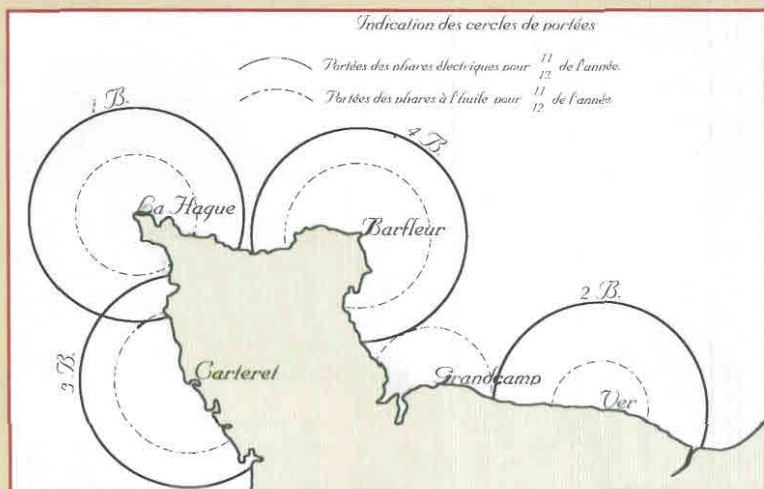 Indication des cercles de portées
Portées des phares électriques pour 11/12 de l'année.
Portées des phares à l'huile pour 11/12 de l'année
1 B.
4 B.
La Hague
Barfleur
2 B.
3 B.
Carteret
Grandcamp
Ver